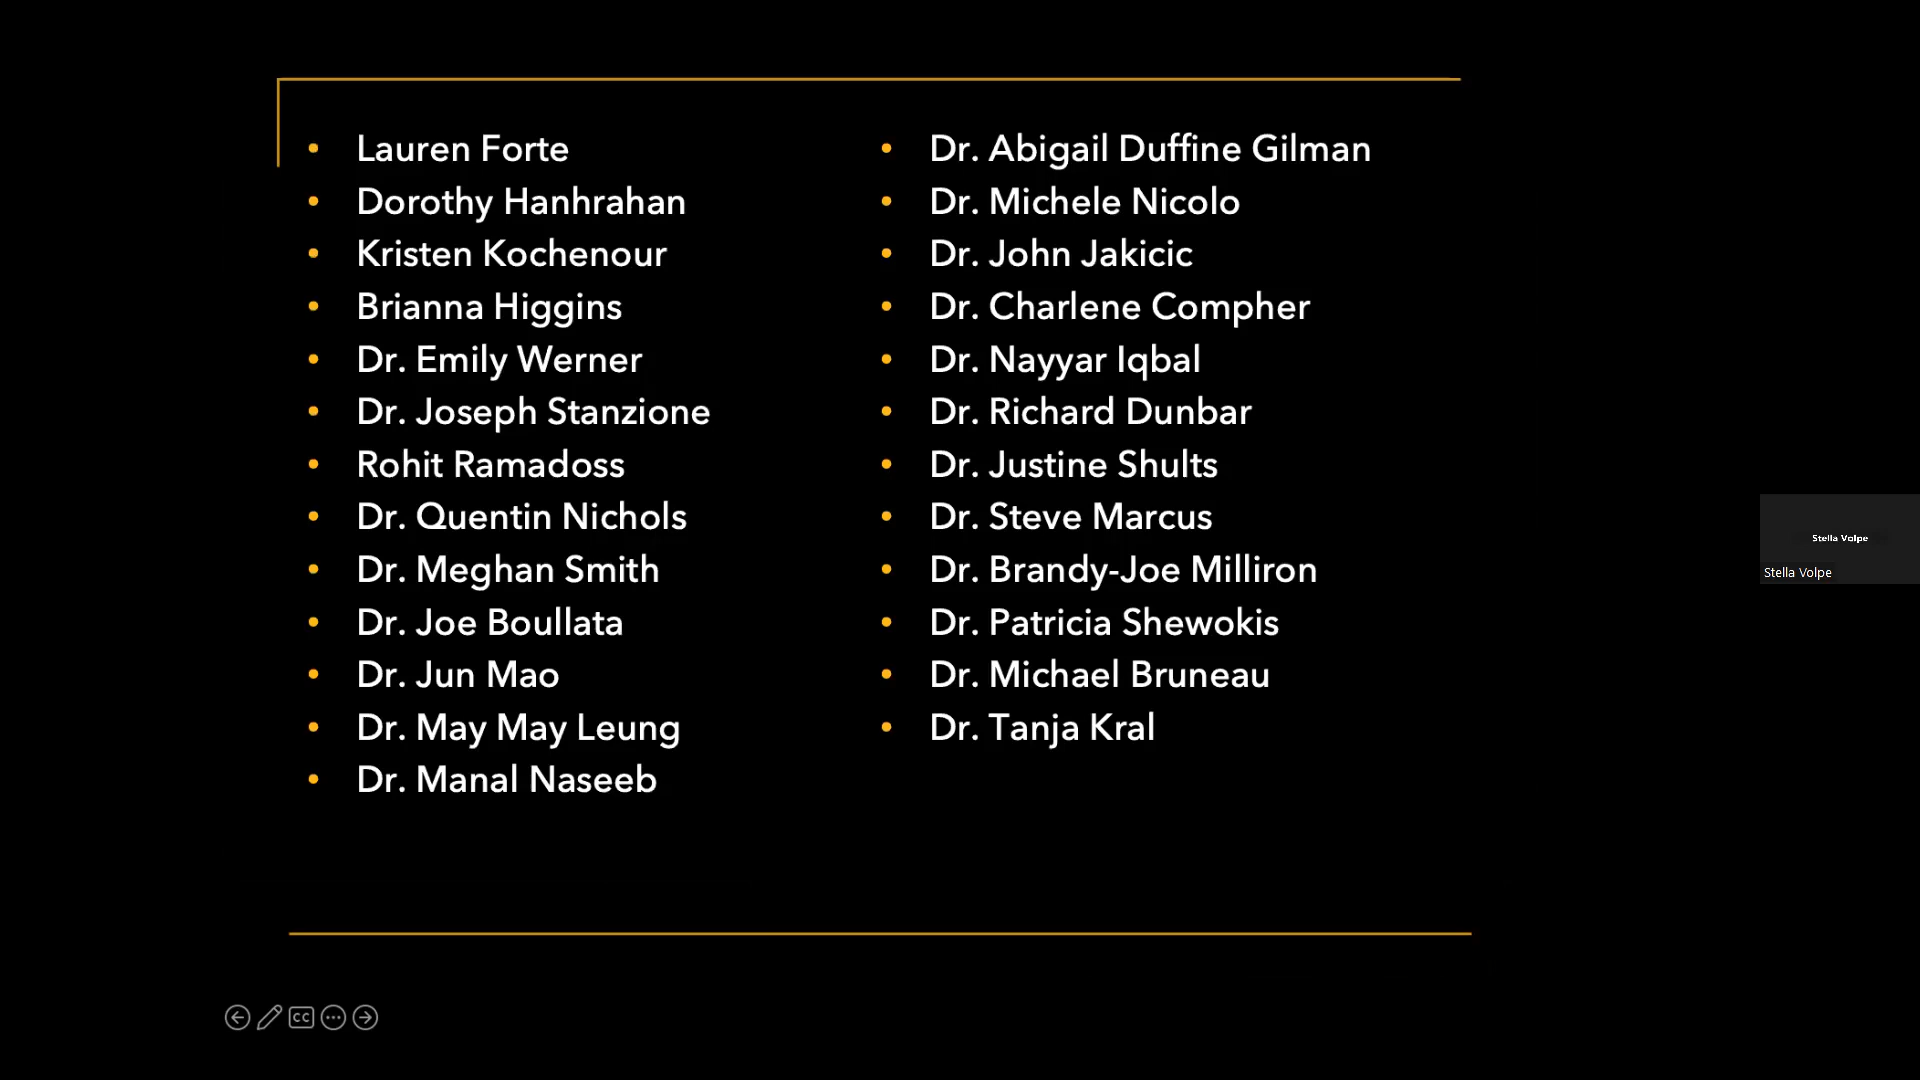 Lauren Forte
Dorothy Hanhrahan
Kristen Kochenour
Brianna Higgins
Dr. Emily Werner
Dr. Joseph Stanzione
Rohit Ramadoss
Dr. Quentin Nichols
Dr. Meghan Smith
Dr. Joe Boullata
Dr. Jun Mao
Dr. May May Leung
Dr. Manal Naseeb
Dr. Abigail Duffine Gilman
Dr. Michele Nicolo
Dr. John Jakicic
Dr. Charlene Compher
Dr. Nayyar Iqbal
Dr. Richard Dunbar
Dr. Justine Shults
Dr. Steve Marcus
Dr. Brandy-Joe Milliron
Dr. Patricia Shewokis
Dr. Michael Bruneau
Dr. Tanja Kral
Stella Volpe
Stella Volpe
CC